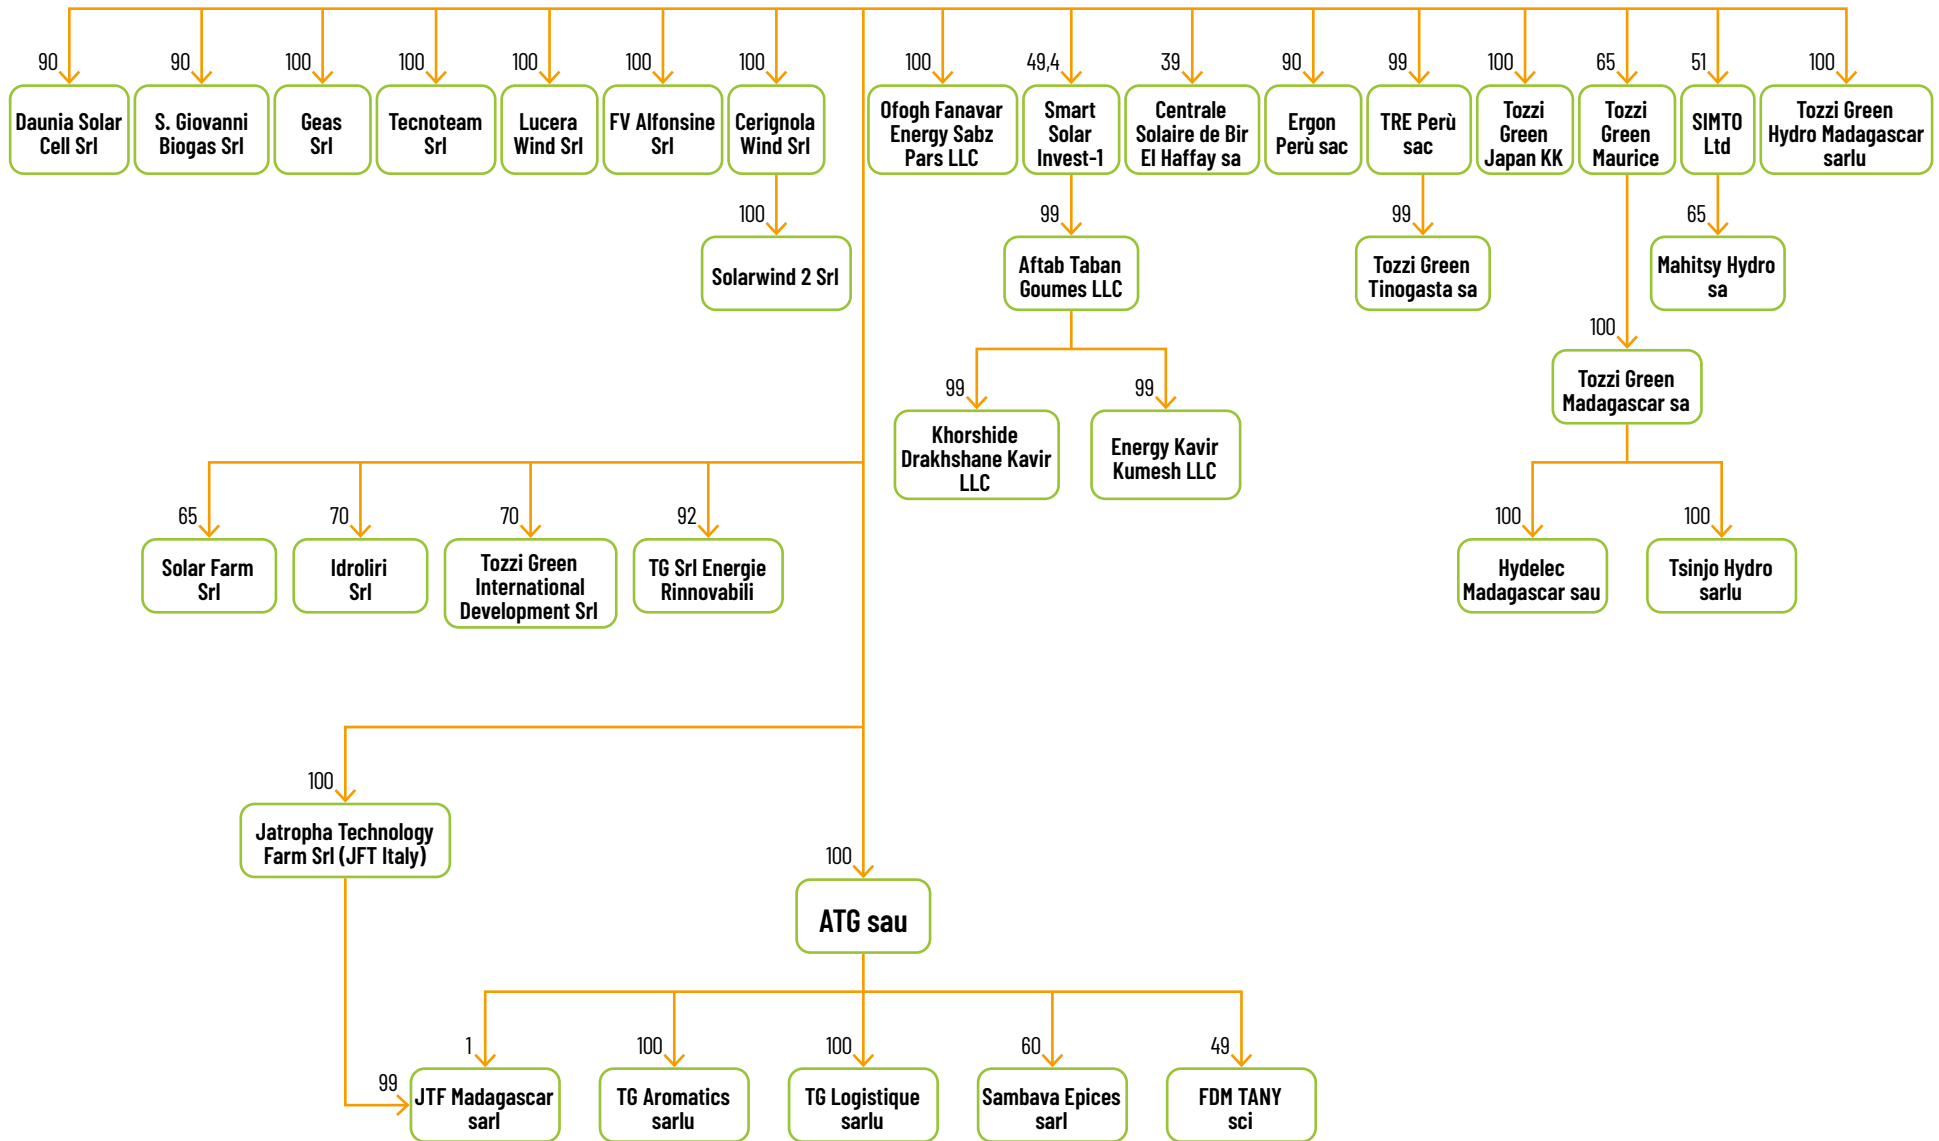 90
90
100
100
100
100
100
100
49,4
39
90
99
100
65
51
100
Daunia Solar
Cell Srl
S. Giovanni
Biogas Srl
Geas
Srl
Tecnoteam
Srl
Lucera
Wind Srl
FV Alfonsine
Srl
Cerignola
Wind Srl
Ofogh Fanavar
Energy Sabz
Pars LLC
Smart
Solar
Invest-1
Centrale
Solaire de Bir
El Haffay sa
Ergon
Perù sac
TRE Perù
sac
Tozzi
Green
Japan KK
Tozzi
Green
Maurice
SIMTO
Ltd
Tozzi Green
Hydro Madagascar
sarlu
100
99
99
65
Solarwind 2 Srl
Aftab Taban
Goumes LLC
Tozzi Green
Tinogasta sa
Mahitsy Hydro
sa
100
Tozzi Green
Madagascar sa
99
99
Khorshide
Drakhshane Kavir
LLC
Energy Kavir
Kumesh LLC
65
70
70
92
100
100
Solar Farm
Srl
Idroliri
Srl
Tozzi Green
International
Development Srl
TG Srl Energie
Rinnovabili
Hydelec
Madagascar sau
Tsinjo Hydro
sarlu
100
Jatropha Technology
Farm Srl (JFT Italy)
100
ATG sau
1
100
100
60
49
99
JTF Madagascar
sarl
TG Aromatics
sarlu
TG Logistique
sarlu
Sambava Epices
sarl
FDM TANY
sci